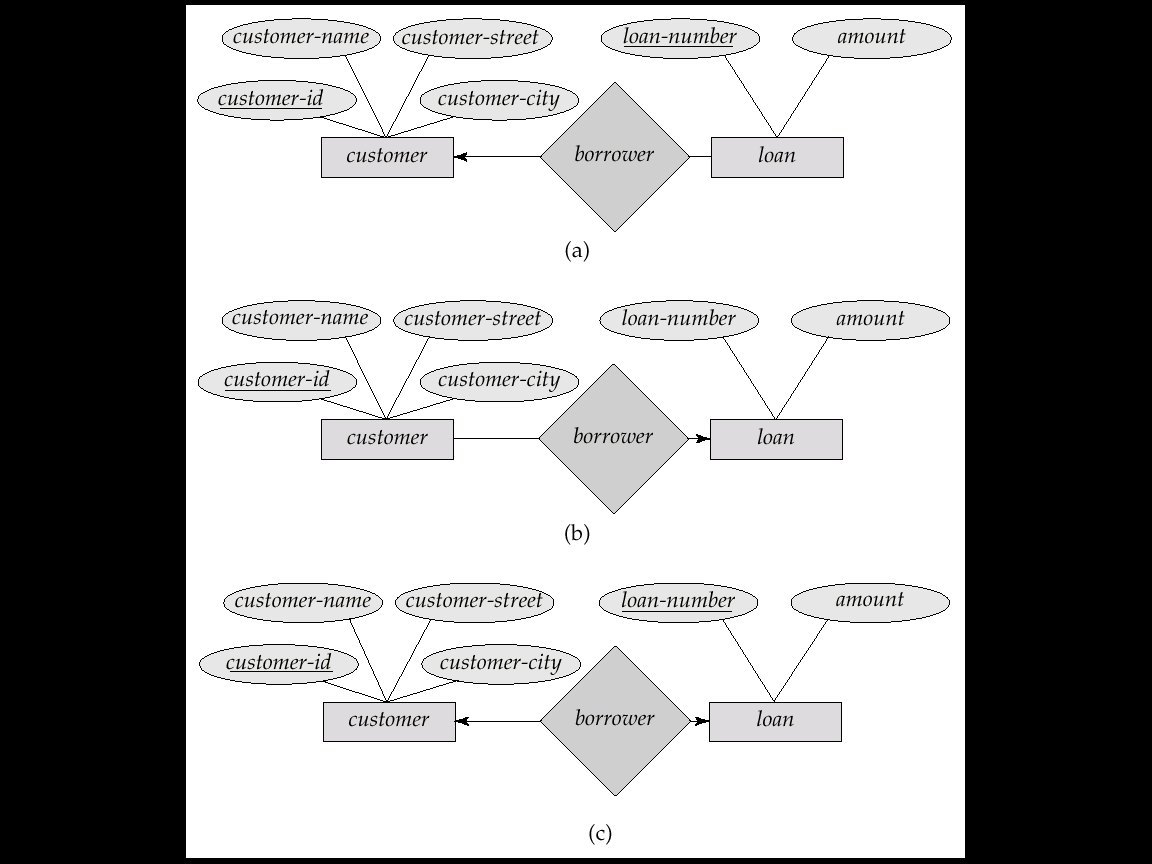 customer-name customer-street loan-number amount
customer-id customer-city
customer borrower loan
(a)
customer-name customer-street loan-number amount
customer-id customer-city
customer borrower loan
(b)
customer-name customer-street loan-number amount
customer-id customer-city
customer borrower loan
(c)